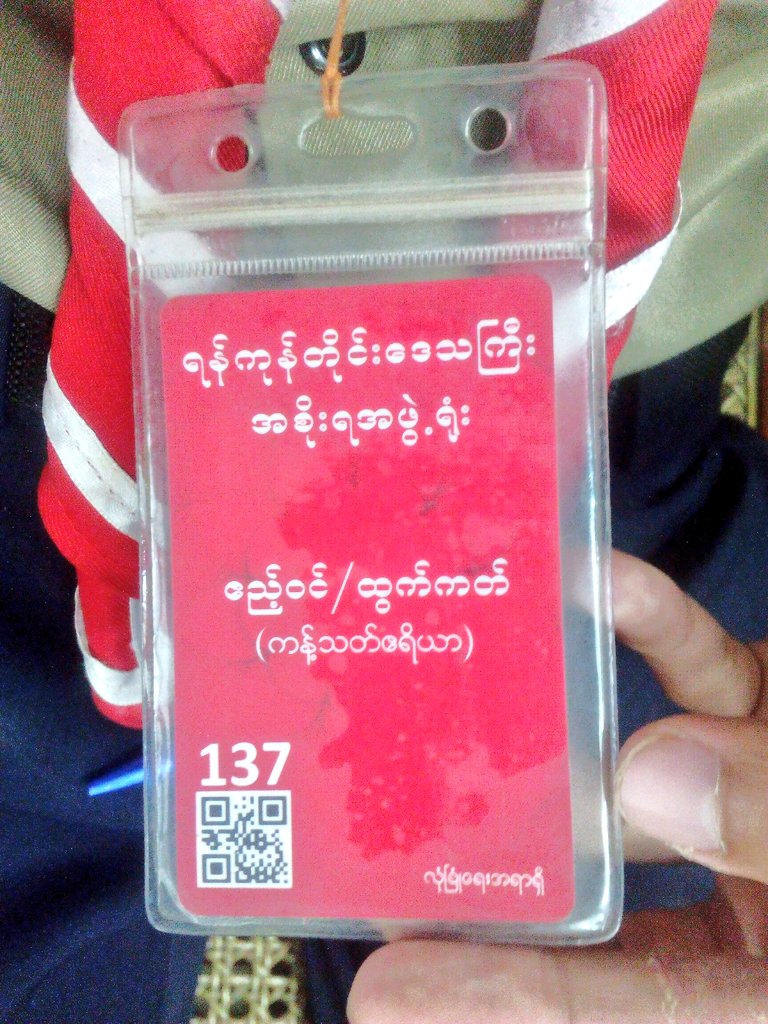 ရန်ကုန်တိုင်းဒေသကြီး
အစိုးရအဖွဲ့ရုံး
ဧည့်ဝင်/ထွက်ကတ်
(ကန့်သတ်ဧရိယာ)
137
လုံခြုံရေးအရာရှိ